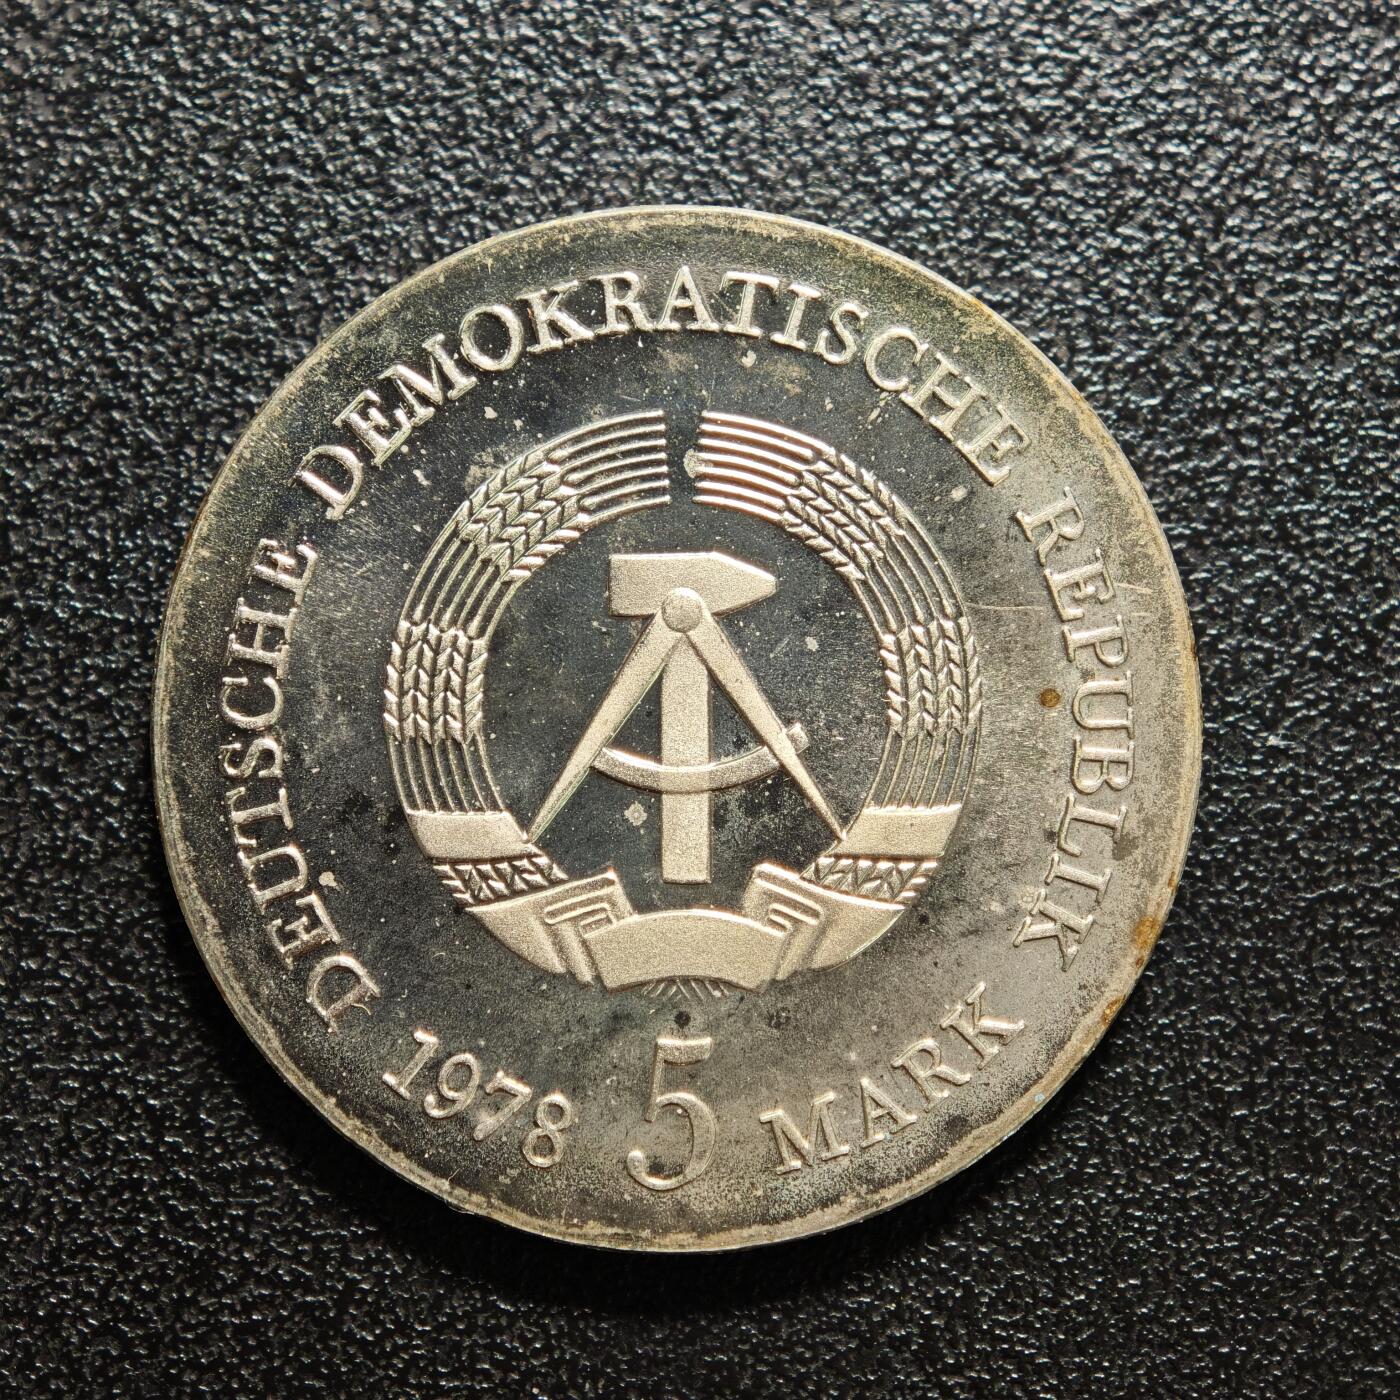 DEUTSCHE DEMOKRATISCHE REPUBLIK
1978 5 MARK